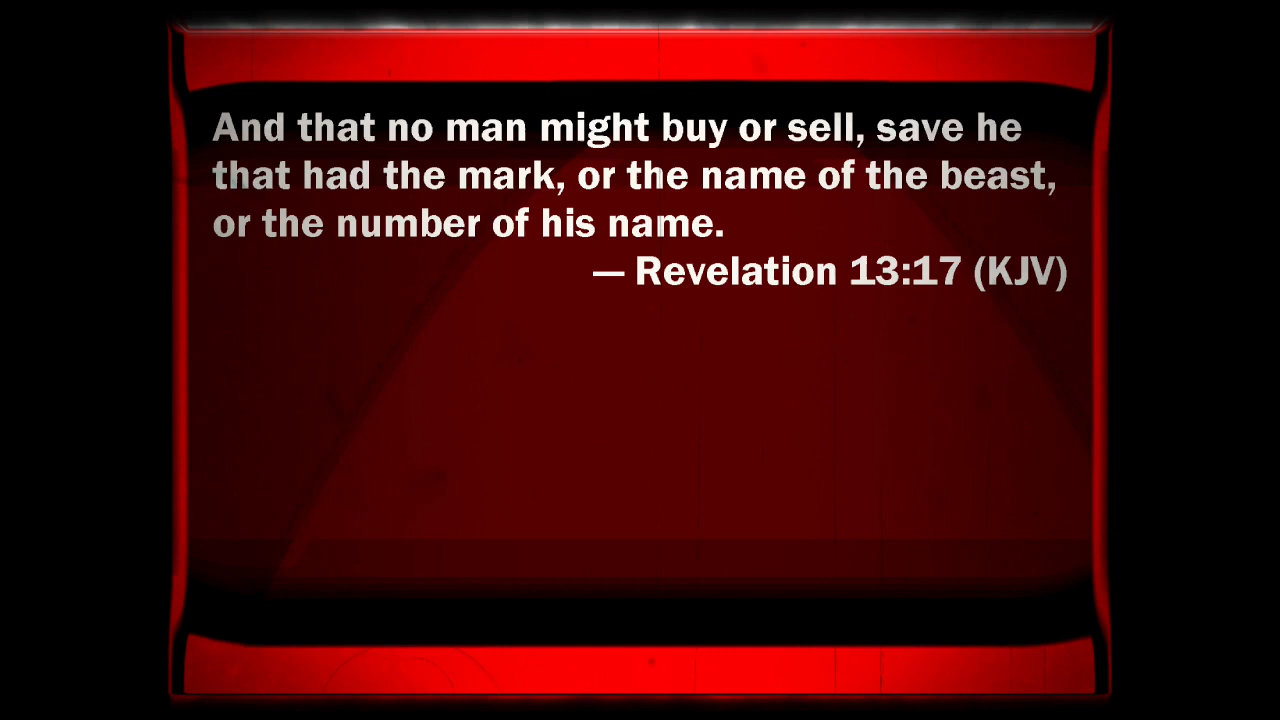 And that no man might buy or sell, save he
that had the mark, or the name of the beast,
or the number of his name.
— Revelation 13:17 (KJV)